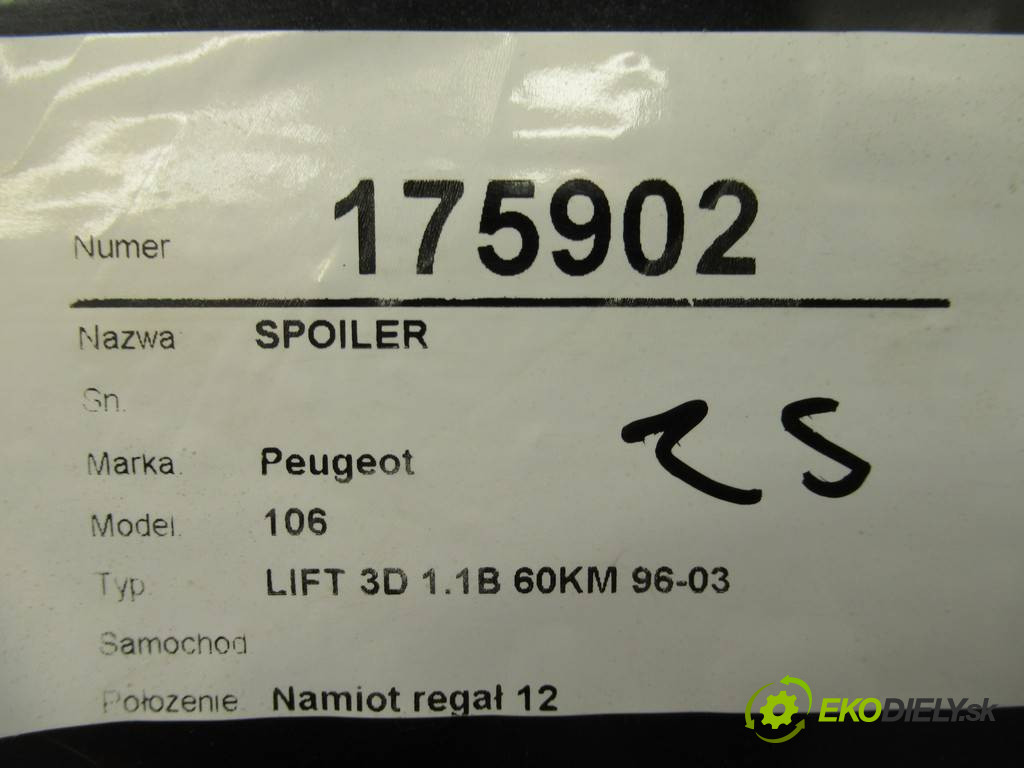 Numer 175902
Nazwa SPOILER
Sn.
Marka. Peugeot
Model. 106
Typ. LIFT 3D 1.1B 60KM 96-03
Samochod
Położenie Namiot regał 12
25
EKODIELY.sk